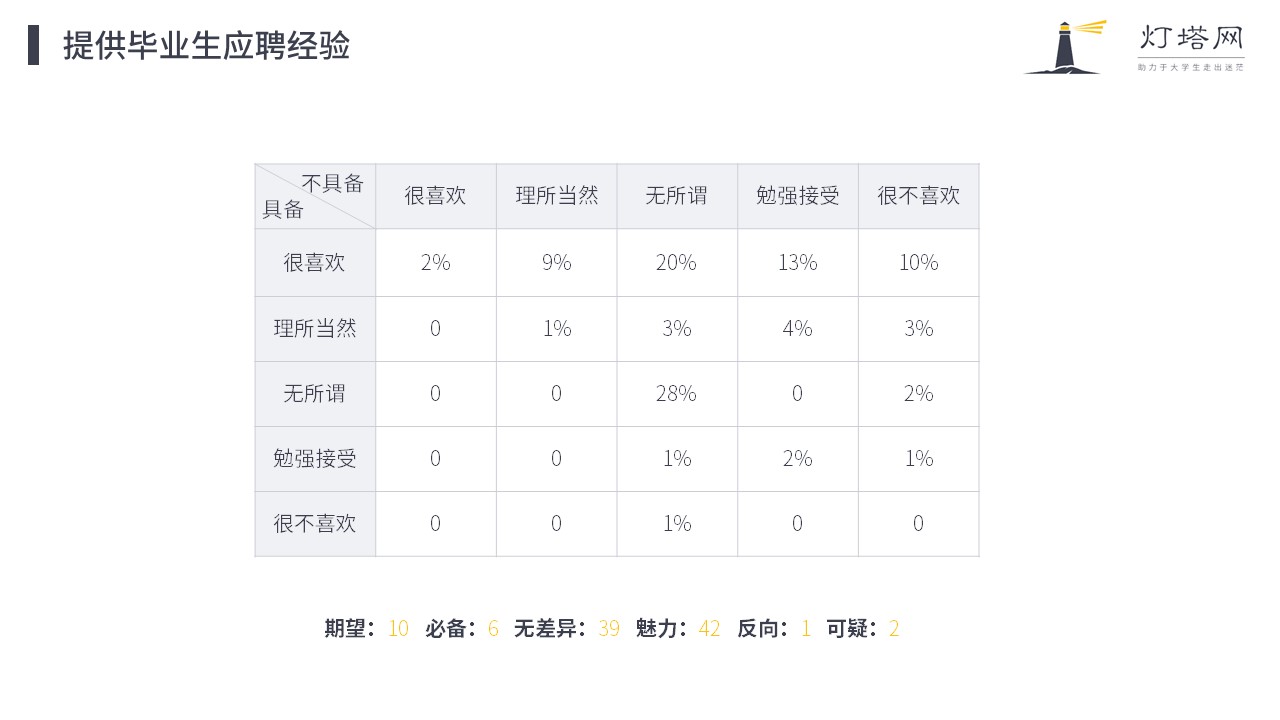 提供毕业生应聘经验
灯塔网
助力于大学生走出迷茫
不具备
具备
很喜欢 理所当然 无所谓 勉强接受 很不喜欢
很喜欢 2% 9% 20% 13% 10%
理所当然 0 1% 3% 4% 3%
无所谓 0 0 28% 0 2%
勉强接受 0 0 1% 2% 1%
很不喜欢 0 0 1% 0 0
期望：10 必备：6 无差异：39 魅力：42 反向：1 可疑：2